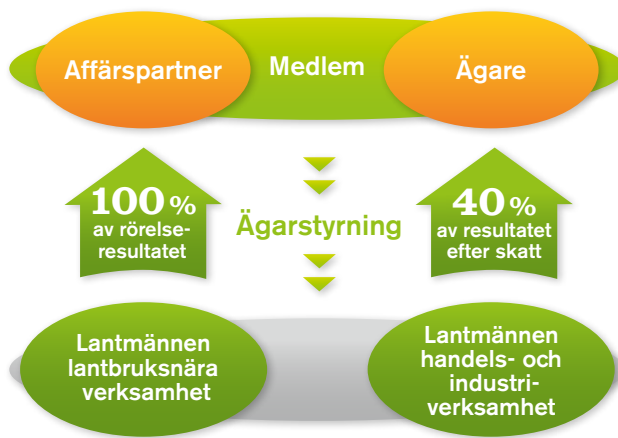 Affärspartner
Medlem
Ägare
100 %
av rörelse-
resultatet
Ägarstyrning
40 %
av resultatet
efter skatt
Lantmännen
lantbruksnära
verksamhet
Lantmännen
handels- och
industri-
verksamhet